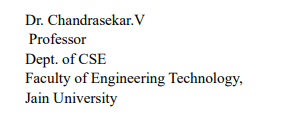 Dr. Chandrasekar.V
Professor
Dept. of CSE
Faculty of Engineering Technology,
Jain University